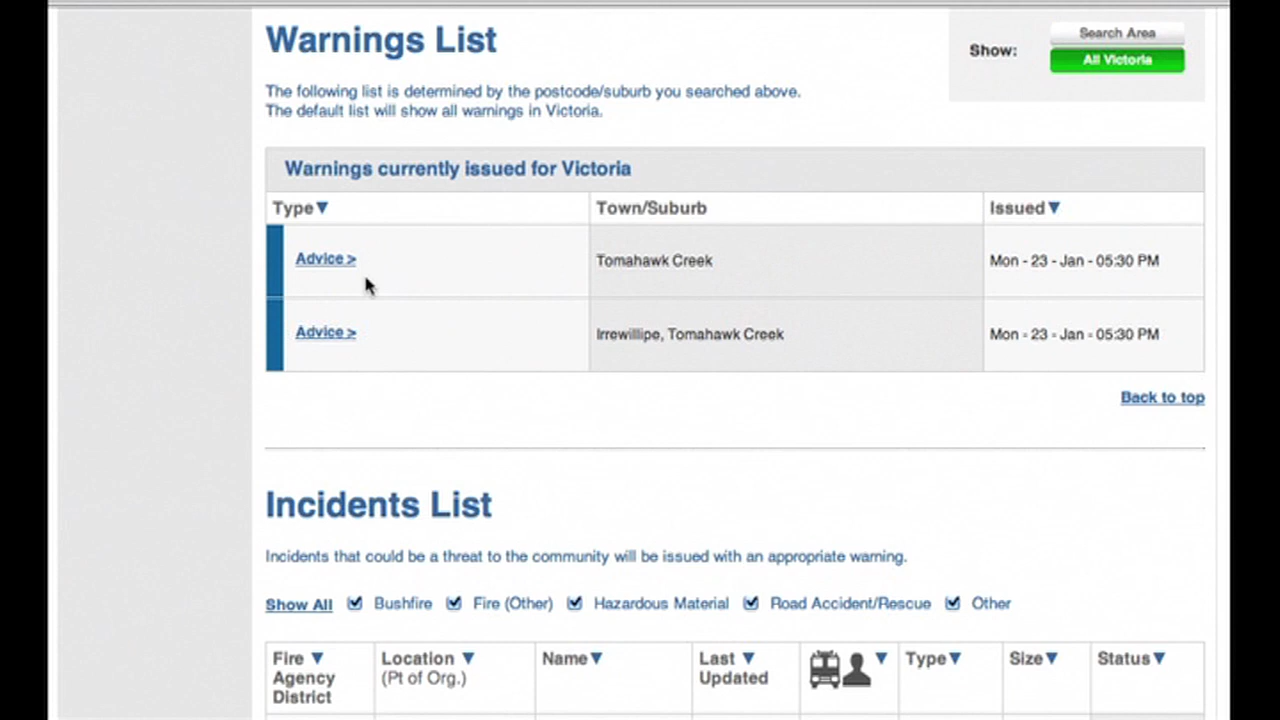 Warnings List
Show:
Search Area
All Victoria
The following list is determined by the postcode/suburb you searched above.
The default list will show all warnings in Victoria.
Warnings currently issued for Victoria
Type Town/Suburb Issued
Advice > Tomahawk Creek Mon - 23 - Jan - 05:30 PM
Advice > Irrewillipe, Tomahawk Creek Mon - 23 - Jan - 05:30 PM
Back to top
Incidents List
Incidents that could be a threat to the community will be issued with an appropriate warning.
Show All Bushfire Fire (Other) Hazardous Material Road Accident/Rescue Other
Fire Location Name Last Type Size Status
Agency (Pt of Org.) Updated
District